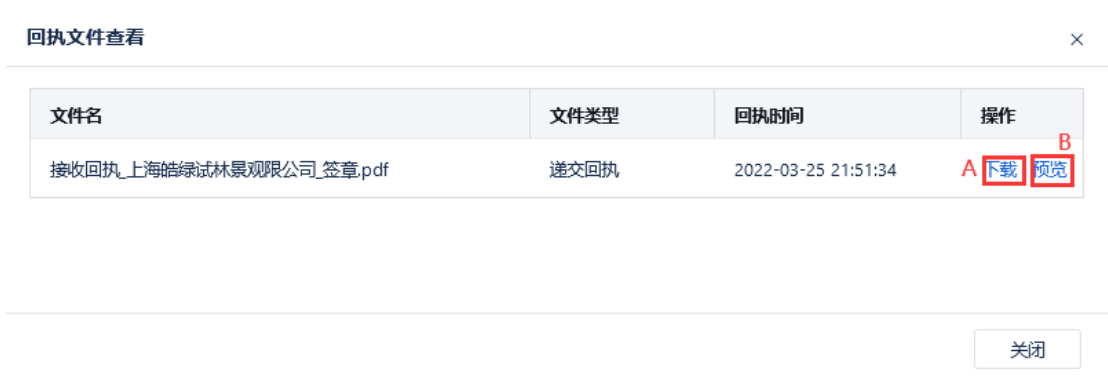 回执文件查看 ×
文件名 文件类型 回执时间 操作
B
接收回执_上海皓绿试林景观限公司_签章.pdf 递交回执 2022-03-25 21:51:34 A 下载 预览
关闭